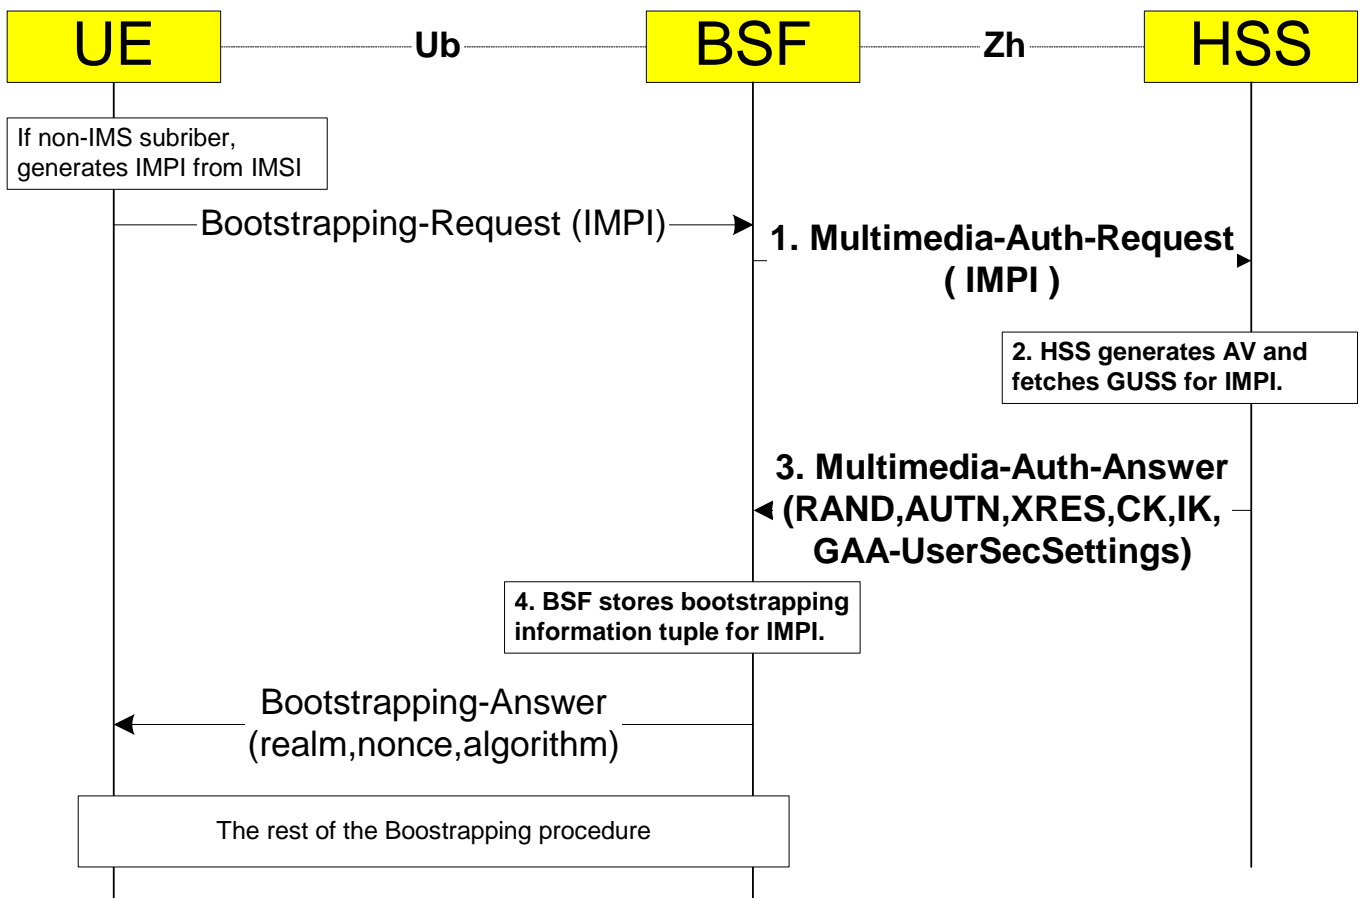 UE
Ub
BSF
Zh
HSS
If non-IMS subriber,
generates IMPI from IMSI
Bootstrapping-Request (IMPI)
1. Multimedia-Auth-Request
( IMPI )
2. HSS generates AV and
fetches GUSS for IMPI.
3. Multimedia-Auth-Answer
(RAND,AUTN,XRES,CK,IK,
GAA-UserSecSettings)
4. BSF stores bootstrapping
information tuple for IMPI.
Bootstrapping-Answer
(realm,nonce,algorithm)
The rest of the Boostrapping procedure